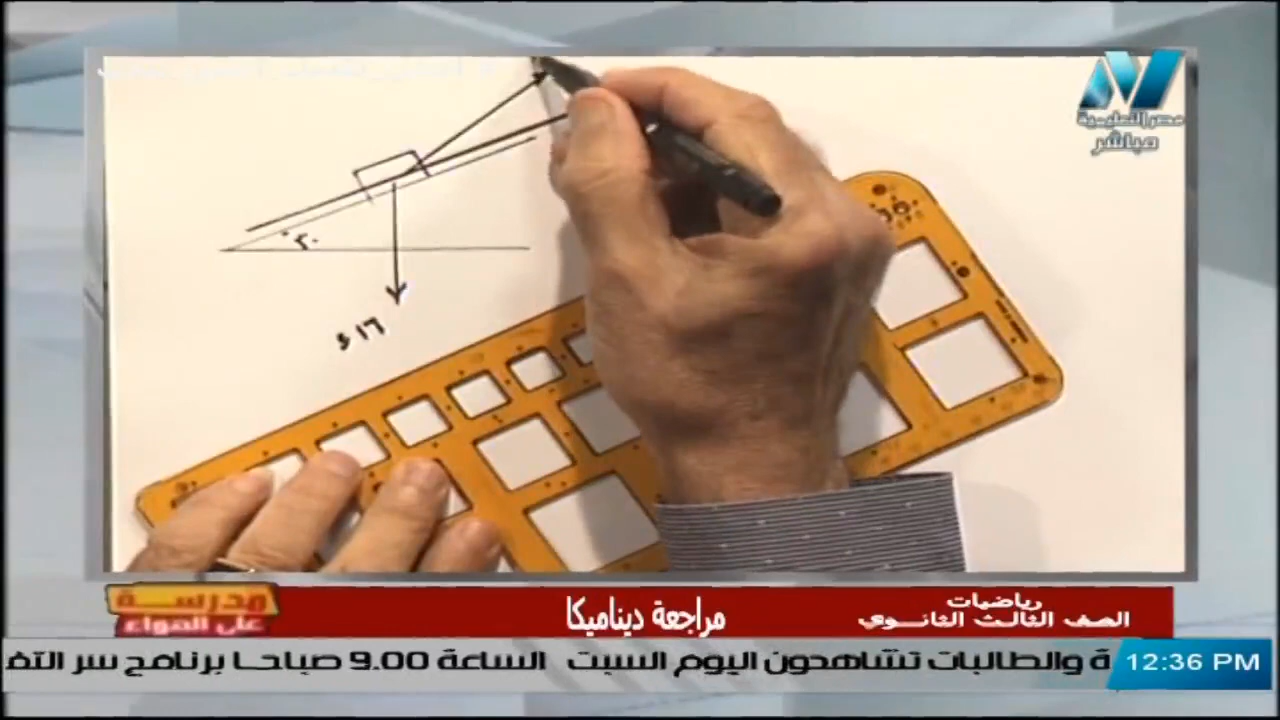 مصر التعليمية
مباشر
°٣٠
١٦ ء
مدرسة
على الهواء
مراجعة ديناميكا
رياضيات
الصف الثالث الثانوي
ة والطالبات تشاهدون اليوم السبت الساعة 9.00 صباحا برنامج سر التف
12:36 PM